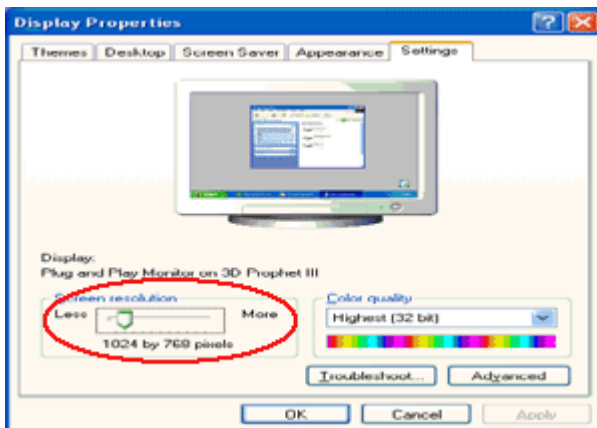 Display Properties
Themes Desktop Screen Saver Appearance Settings
Display:
Plug and Play Monitor on 3D Prophet III
Screen resolution
Less More
1024 by 768 pixels
Color quality
Highest (32 bit)
Troubleshoot... Advanced
OK Cancel Apply